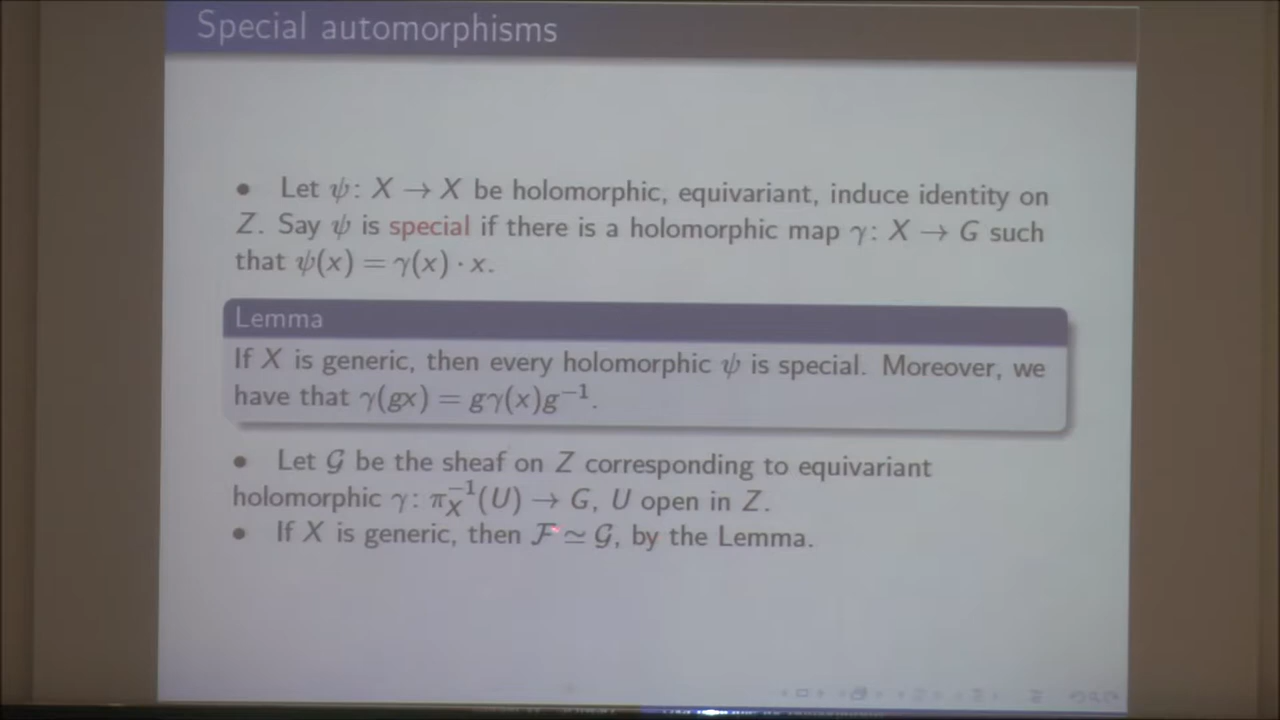 Special automorphisms
• Let ψ: X → X be holomorphic, equivariant, induce identity on
Z. Say ψ is special if there is a holomorphic map γ: X → G such
that ψ(x) = γ(x) · x.
Lemma
If X is generic, then every holomorphic ψ is special. Moreover, we
have that γ(gx) = gγ(x)g⁻¹.
• Let 𝒢 be the sheaf on Z corresponding to equivariant
holomorphic γ: π_X⁻¹(U) → G, U open in Z.
• If X is generic, then ℱ ≃ 𝒢, by the Lemma.